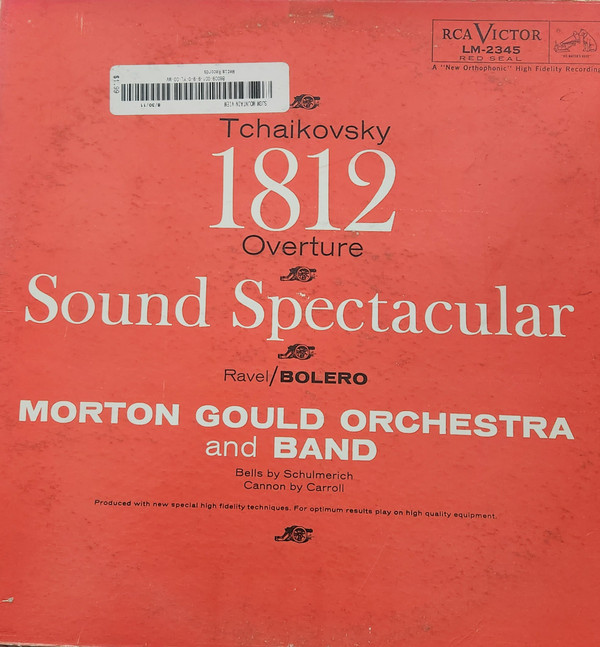 RCA VICTOR
LM-2345
RED SEAL
A "New Orthophonic" High Fidelity Recording
$1.99
Tchaikovsky
1812
Overture
Sound Spectacular
Ravel/BOLERO
MORTON GOULD ORCHESTRA
and BAND
Bells by Schulmerich
Cannon by Carroll
Produced with new special high fidelity techniques. For optimum results play on high quality equipment.